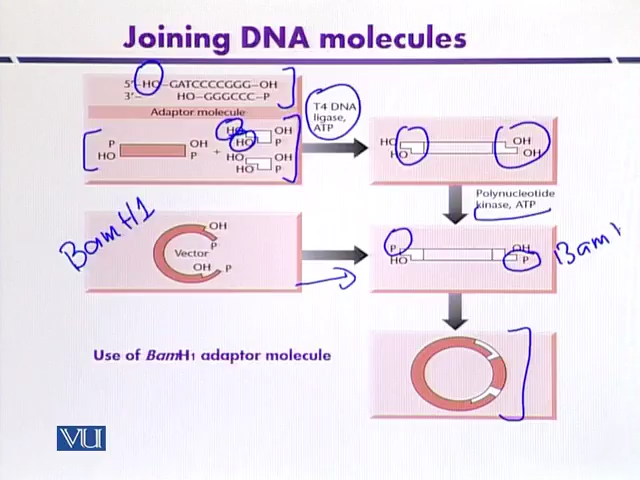 Joining DNA molecules
5' -HO-GATCCCCGGG-OH
3'- HO-GGGCCC-P
Adaptor molecule
P OH
HO P
+
HO OH
HO P
HO OH
HO P
T4 DNA
ligase,
ATP
HO OH
HO OH
Polynucleotide
kinase, ATP
BamH1
OH
P
Vector
OH P
P OH
HO P
Bam
Use of BamH1 adaptor molecule
VU